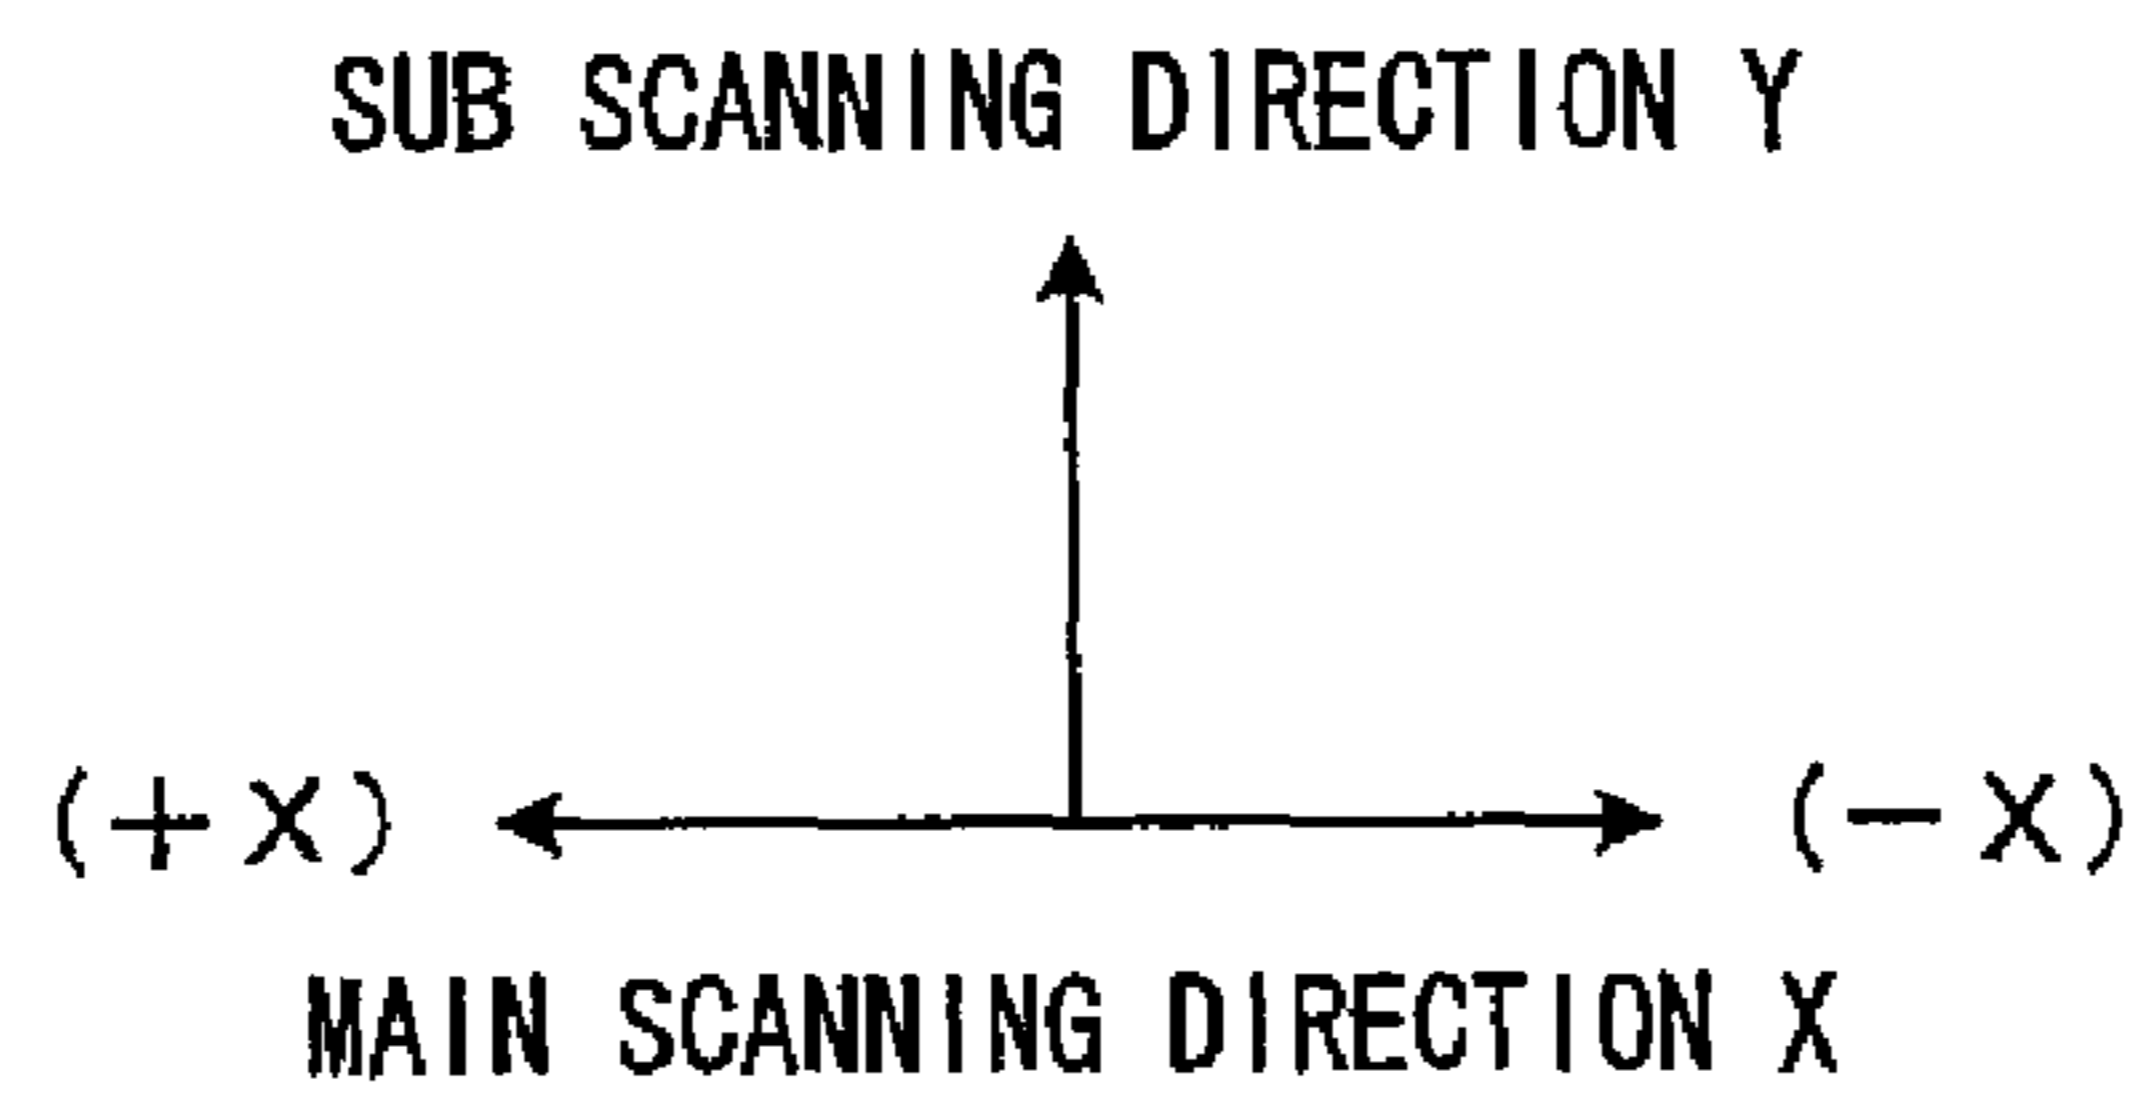 SUB SCANNING DIRECTION Y
(+X) (-X)
MAIN SCANNING DIRECTION X